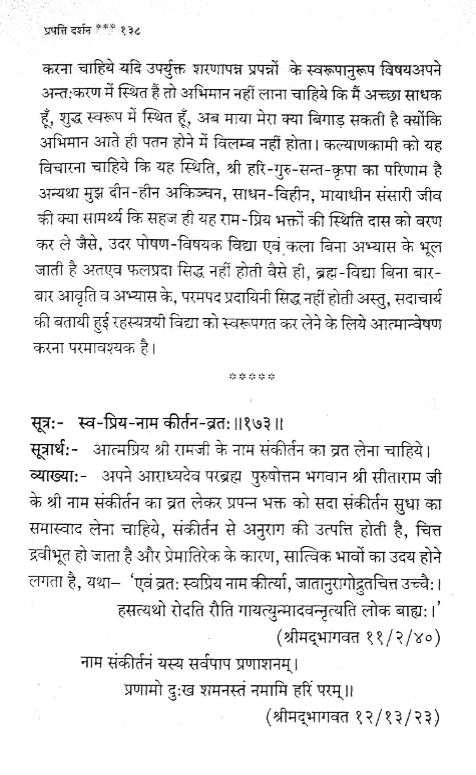 प्रपत्ति दर्शन *** १३८
करना चाहिये यदि उपर्युक्त शरणापन्न प्रपन्नों के स्वरूपानुरूप विषयअपने
अन्त:करण में स्थित हैं तो अभिमान नहीं लाना चाहिये कि मैं अच्छा साधक
हूँ, शुद्ध स्वरूप में स्थित हूँ, अब माया मेरा क्या बिगाड़ सकती है क्योंकि
अभिमान आते ही पतन होने में विलम्ब नहीं होता। कल्याणकामी को यह
विचारना चाहिये कि यह स्थिति, श्री हरि-गुरु-सन्त-कृपा का परिणाम है
अन्यथा मुझ दीन-हीन अकिञ्चन, साधन-विहीन, मायाधीन संसारी जीव
की क्या सामर्थ्य कि सहज ही यह राम-प्रिय भक्तों की स्थिति दास को वरण
कर ले जैसे, उदर पोषण-विषयक विद्या एवं कला बिना अभ्यास के भूल
जाती है अतएव फलप्रदा सिद्ध नहीं होती वैसे ही, ब्रह्म-विद्या बिना बार-
बार आवृति व अभ्यास के, परमपद प्रदायिनी सिद्ध नहीं होती अस्तु, सदाचार्य
की बतायी हुई रहस्यत्रयी विद्या को स्वरूपगत कर लेने के लिये आत्मान्वेषण
करना परमावश्यक है।
*****
सूत्र:- स्व-प्रिय-नाम कीर्तन-व्रत:॥१७३॥
सूत्रार्थ:- आत्मप्रिय श्री रामजी के नाम संकीर्तन का व्रत लेना चाहिये।
व्याख्या:- अपने आराध्यदेव परब्रह्म पुरुषोत्तम भगवान श्री सीताराम जी
के श्री नाम संकीर्तन का व्रत लेकर प्रपन्न भक्त को सदा संकीर्तन सुधा का
समास्वाद लेना चाहिये, संकीर्तन से अनुराग की उत्पत्ति होती है, चित्त
द्रवीभूत हो जाता है और प्रेमातिरेक के कारण, सात्विक भावों का उदय होने
लगता है, यथा– ‘एवं व्रत: स्वप्रिय नाम कीर्त्या, जातानुरागोद्रुतचित्त उच्चै:।
हसत्यथो रोदति रौति गायत्युन्मादवन्नृत्यति लोक बाह्य:।’
(श्रीमद्भागवत ११/२/४०)
नाम संकीर्तनं यस्य सर्वपाप प्रणाशनम्।
प्रणामो दु:ख शमनस्तं नमामि हरिं परम्॥
(श्रीमद्भागवत १२/१३/२३)